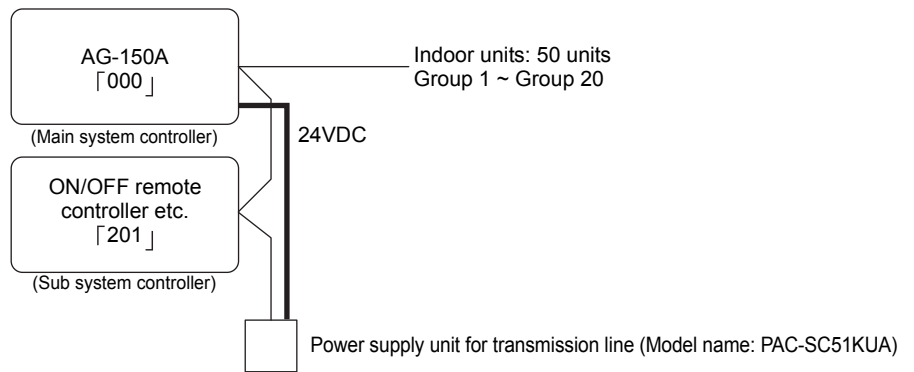 AG-150A
「000」
(Main system controller)
Indoor units: 50 units
Group 1 ~ Group 20
24VDC
ON/OFF remote
controller etc.
「201」
(Sub system controller)
Power supply unit for transmission line (Model name: PAC-SC51KUA)